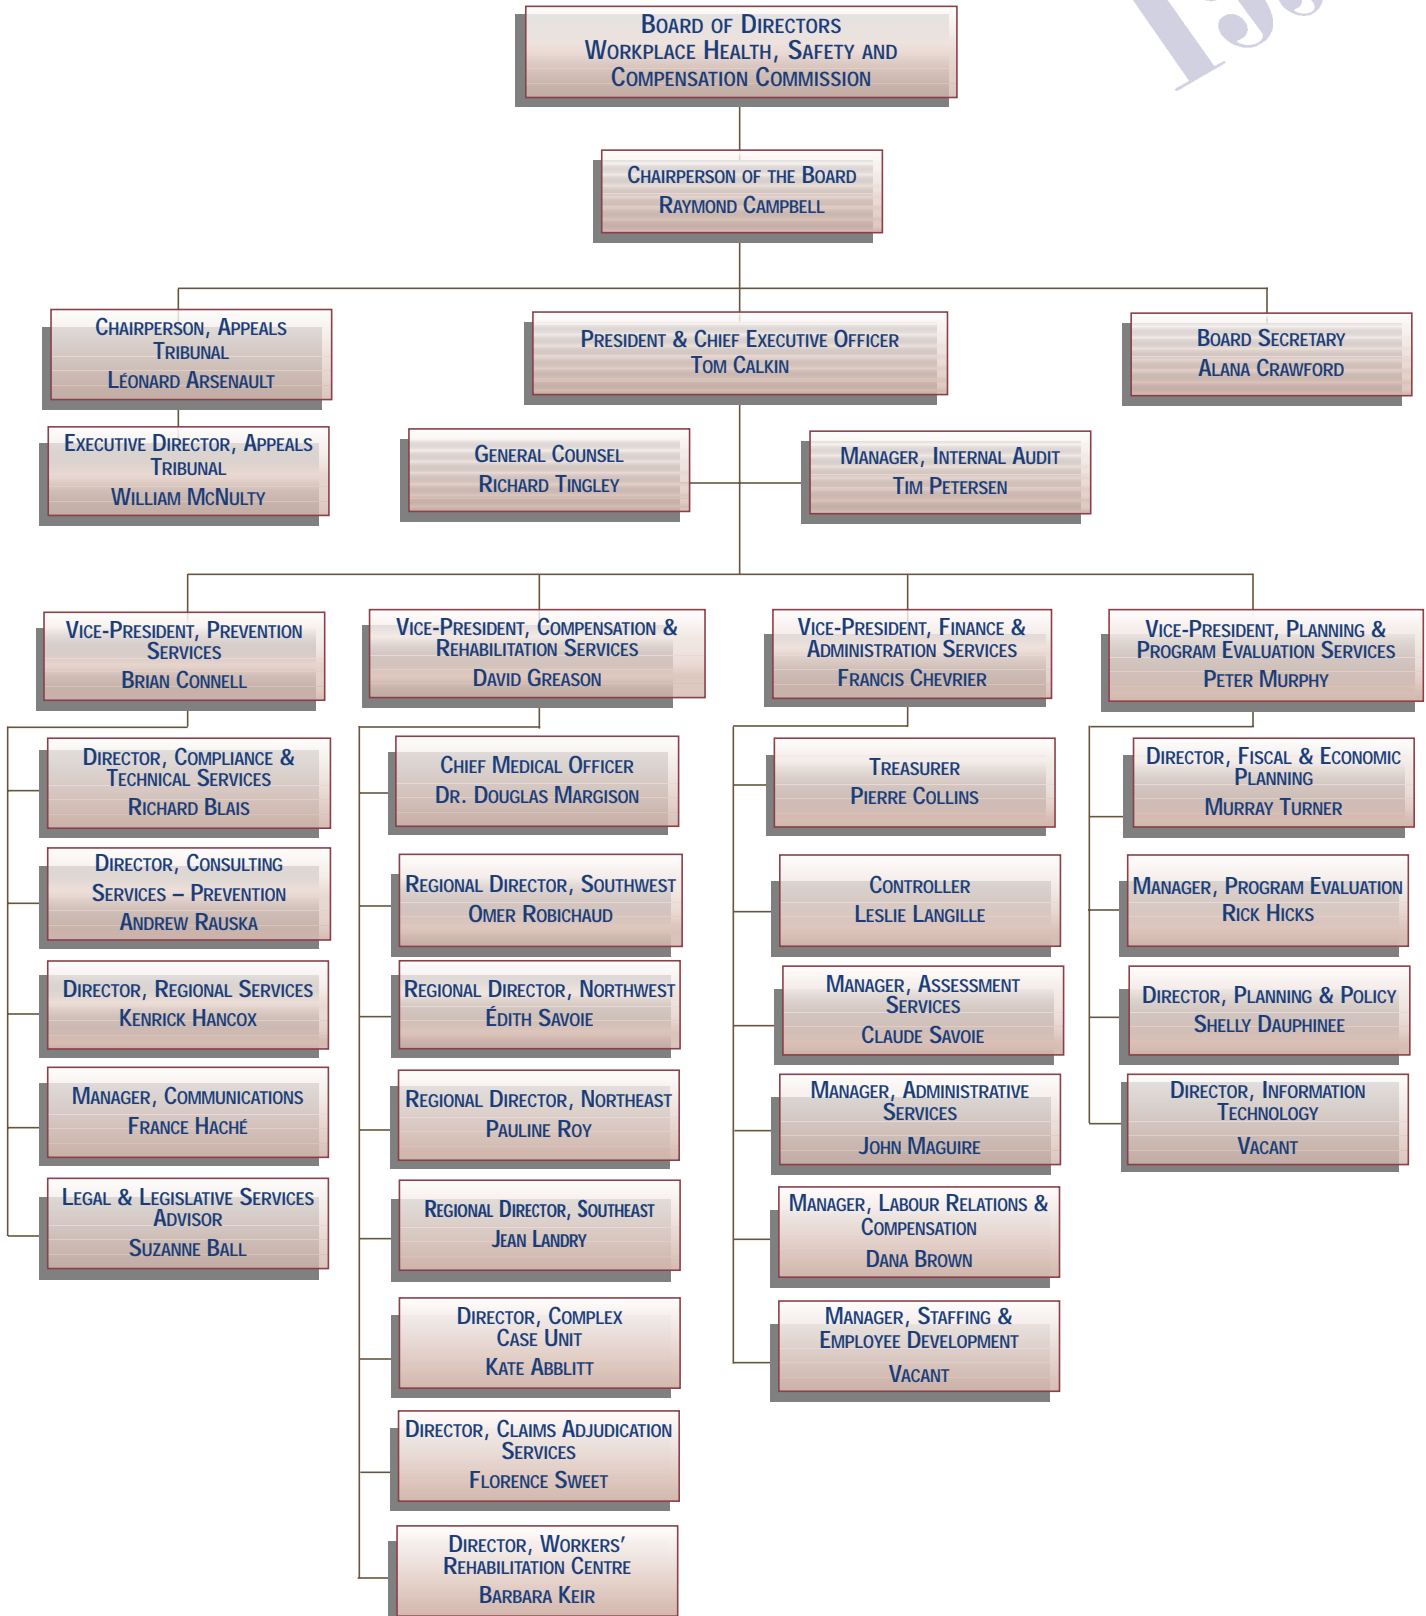 BOARD OF DIRECTORS
WORKPLACE HEALTH, SAFETY AND
COMPENSATION COMMISSION
CHAIRPERSON OF THE BOARD
RAYMOND CAMPBELL
CHAIRPERSON, APPEALS
TRIBUNAL
LÉONARD ARSENAULT
PRESIDENT & CHIEF EXECUTIVE OFFICER
TOM CALKIN
BOARD SECRETARY
ALANA CRAWFORD
EXECUTIVE DIRECTOR, APPEALS
TRIBUNAL
WILLIAM MCNULTY
GENERAL COUNSEL
RICHARD TINGLEY
MANAGER, INTERNAL AUDIT
TIM PETERSEN
VICE-PRESIDENT, PREVENTION
SERVICES
BRIAN CONNELL
DIRECTOR, COMPLIANCE &
TECHNICAL SERVICES
RICHARD BLAIS
DIRECTOR, CONSULTING
SERVICES – PREVENTION
ANDREW RAUSKA
DIRECTOR, REGIONAL SERVICES
KENRICK HANCOX
MANAGER, COMMUNICATIONS
FRANCE HACHÉ
LEGAL & LEGISLATIVE SERVICES
ADVISOR
SUZANNE BALL
VICE-PRESIDENT, COMPENSATION &
REHABILITATION SERVICES
DAVID GREASON
CHIEF MEDICAL OFFICER
DR. DOUGLAS MARGISON
REGIONAL DIRECTOR, SOUTHWEST
OMER ROBICHAUD
REGIONAL DIRECTOR, NORTHWEST
ÉDITH SAVOIE
REGIONAL DIRECTOR, NORTHEAST
PAULINE ROY
REGIONAL DIRECTOR, SOUTHEAST
JEAN LANDRY
DIRECTOR, COMPLEX
CASE UNIT
KATE ABBLITT
DIRECTOR, CLAIMS ADJUDICATION
SERVICES
FLORENCE SWEET
DIRECTOR, WORKERS’
REHABILITATION CENTRE
BARBARA KEIR
VICE-PRESIDENT, FINANCE &
ADMINISTRATION SERVICES
FRANCIS CHEVRIER
TREASURER
PIERRE COLLINS
CONTROLLER
LESLIE LANGILLE
MANAGER, ASSESSMENT
SERVICES
CLAUDE SAVOIE
MANAGER, ADMINISTRATIVE
SERVICES
JOHN MAGUIRE
MANAGER, LABOUR RELATIONS &
COMPENSATION
DANA BROWN
MANAGER, STAFFING &
EMPLOYEE DEVELOPMENT
VACANT
VICE-PRESIDENT, PLANNING &
PROGRAM EVALUATION SERVICES
PETER MURPHY
DIRECTOR, FISCAL & ECONOMIC
PLANNING
MURRAY TURNER
MANAGER, PROGRAM EVALUATION
RICK HICKS
DIRECTOR, PLANNING & POLICY
SHELLY DAUPHINEE
DIRECTOR, INFORMATION
TECHNOLOGY
VACANT